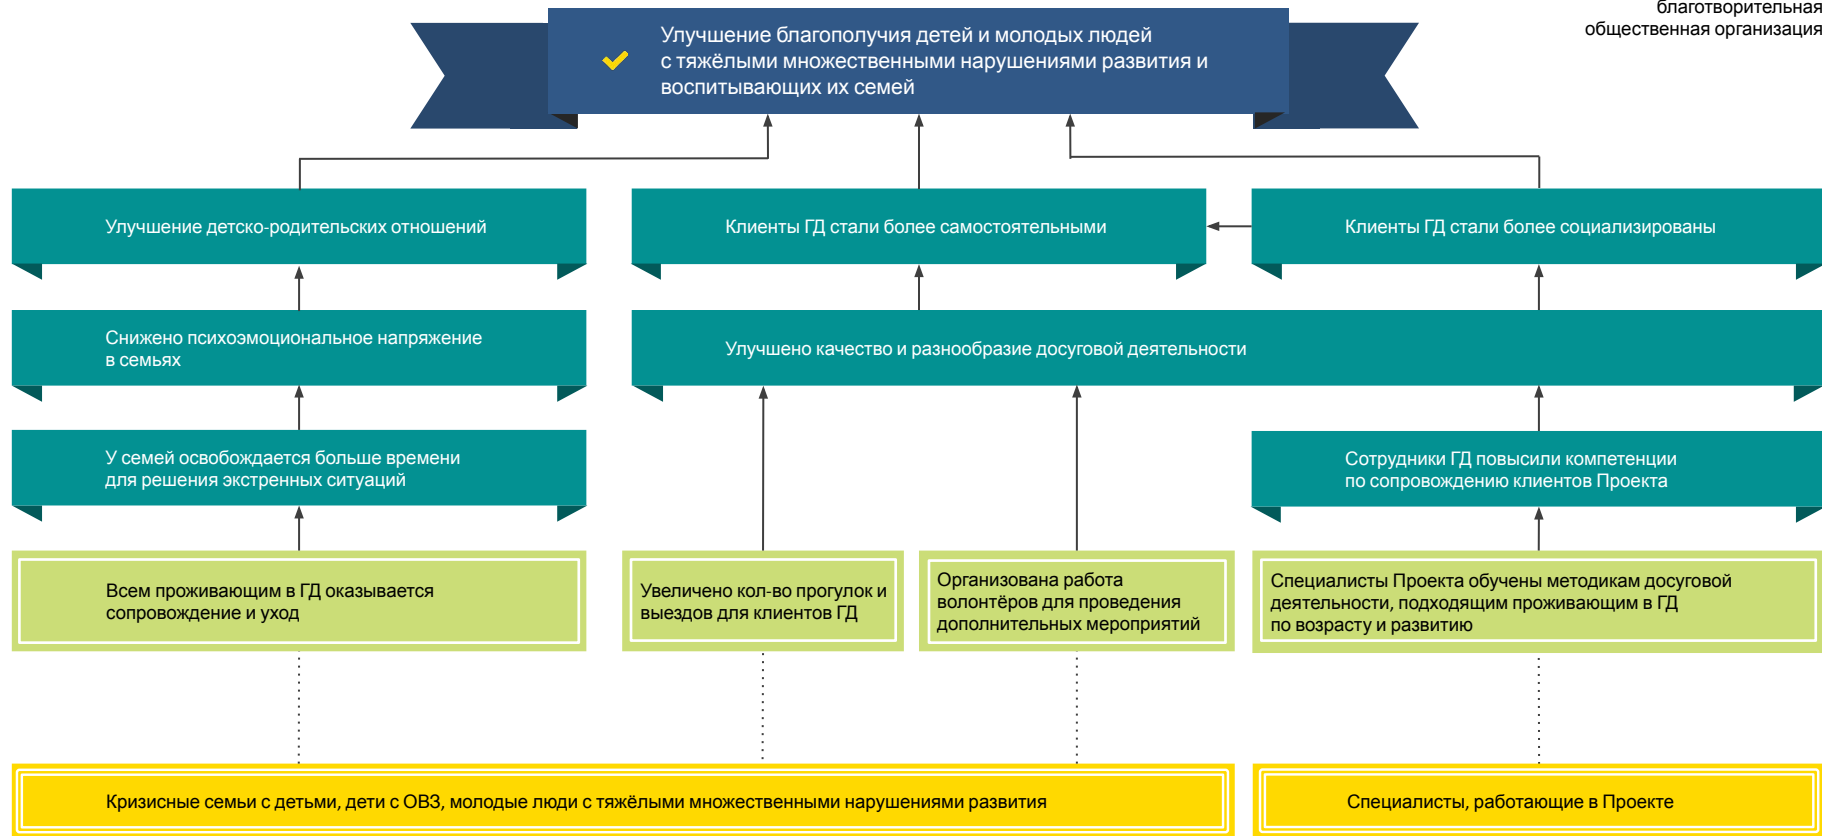 благотворительная
общественная организация
Улучшение благополучия детей и молодых людей
с тяжёлыми множественными нарушениями развития и
воспитывающих их семей
Улучшение детско-родительских отношений
Клиенты ГД стали более самостоятельными
Клиенты ГД стали более социализированы
Снижено психоэмоциональное напряжение
в семьях
Улучшено качество и разнообразие досуговой деятельности
У семей освобождается больше времени
для решения экстренных ситуаций
Сотрудники ГД повысили компетенции
по сопровождению клиентов Проекта
Всем проживающим в ГД оказывается
сопровождение и уход
Увеличено кол-во прогулок и
выездов для клиентов ГД
Организована работа
волонтёров для проведения
дополнительных мероприятий
Специалисты Проекта обучены методикам досуговой
деятельности, подходящим проживающим в ГД
по возрасту и развитию
Кризисные семьи с детьми, дети с ОВЗ, молодые люди с тяжёлыми множественными нарушениями развития
Специалисты, работающие в Проекте